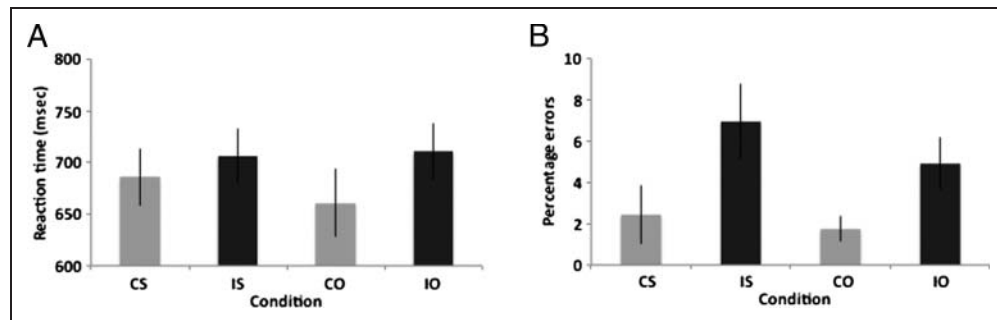 A
Reaction time (msec)
800
750
700
650
600
CS IS CO IO
Condition
B
Percentage errors
10
8
6
4
2
0
CS IS CO IO
Condition